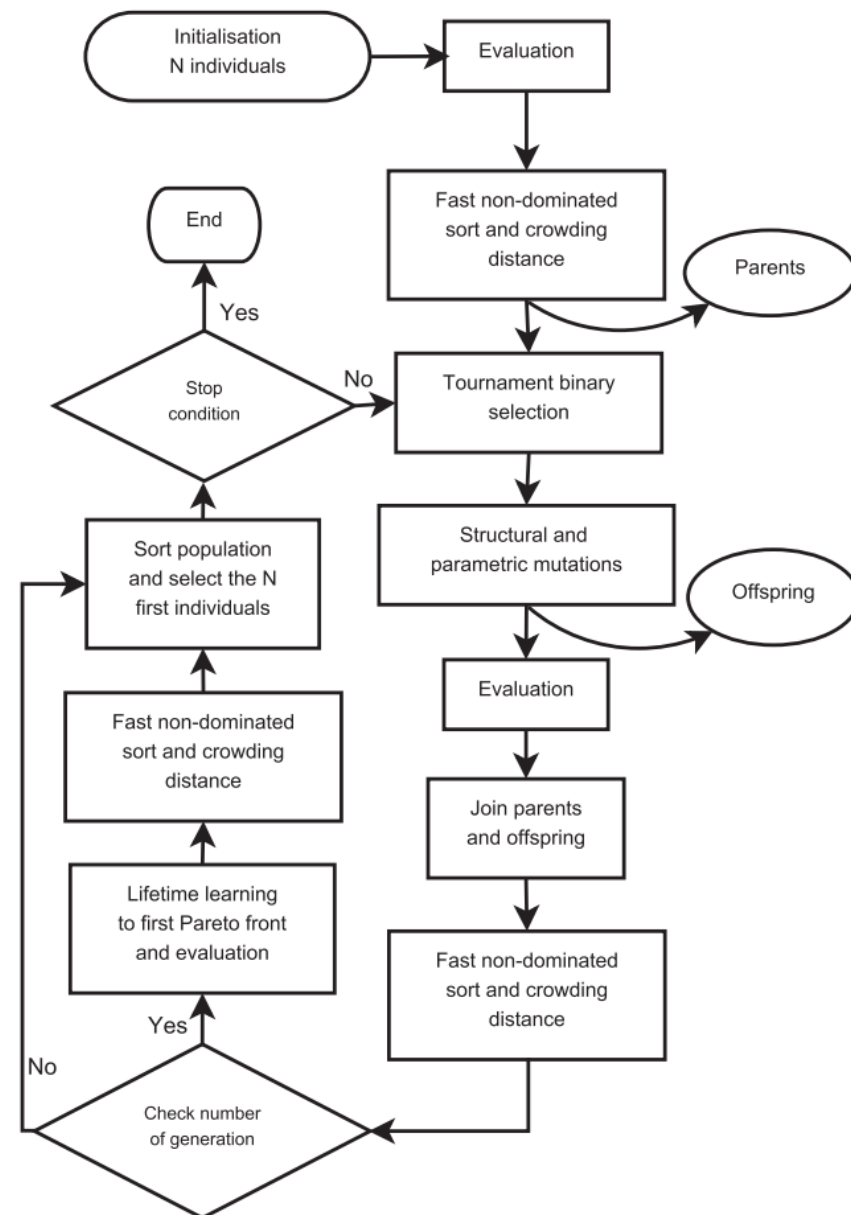 Initialisation
N individuals
Evaluation
Fast non-dominated
sort and crowding
distance
Parents
End
Yes
Stop
condition
No
Tournament binary
selection
Structural and
parametric mutations
Offspring
Evaluation
Join parents
and offspring
Fast non-dominated
sort and crowding
distance
Sort population
and select the N
first individuals
Fast non-dominated
sort and crowding
distance
Lifetime learning
to first Pareto front
and evaluation
Yes
No
Check number
of generation